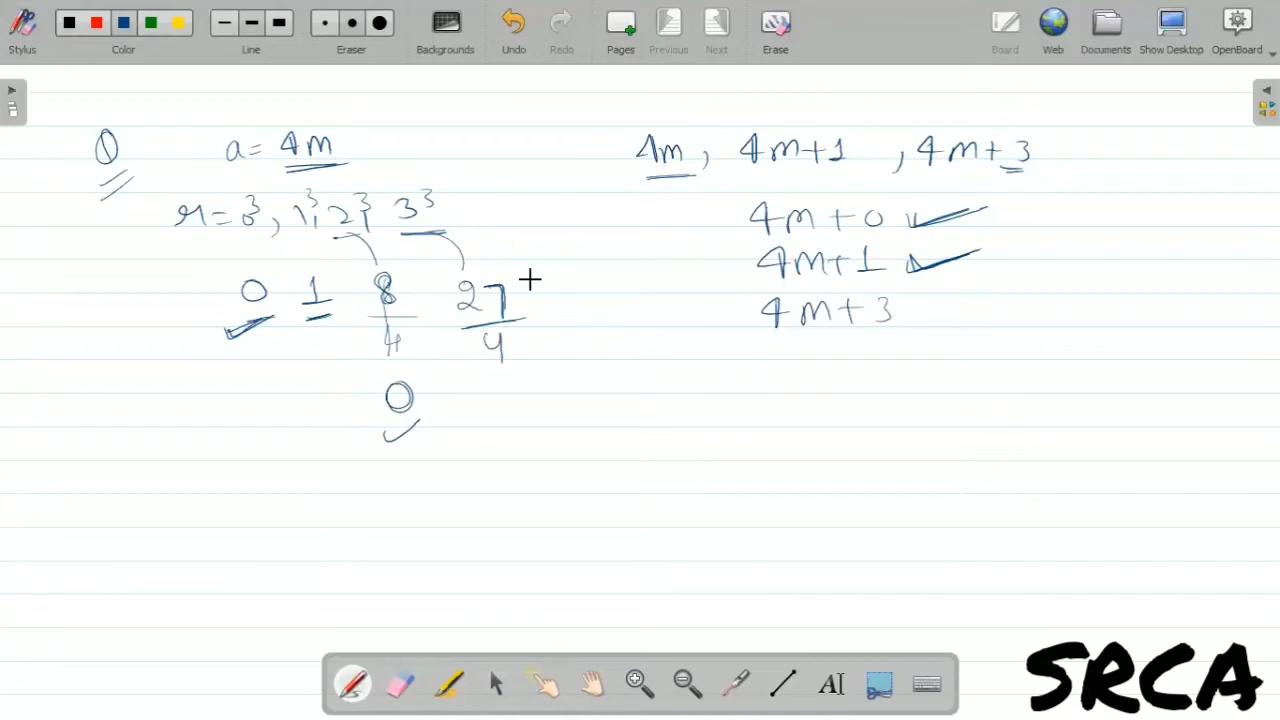 Stylus Color Line Eraser Backgrounds Undo Redo Pages Previous Next Erase Board Web Documents Show Desktop OpenBoard
① a = 4m 4m, 4m+1, 4m+3
r = 0³, 1³, 2³, 3³ 4m+0 ✓
4m+1 ✓
0 1 8/4 27/4 4m+3
0
SRCA